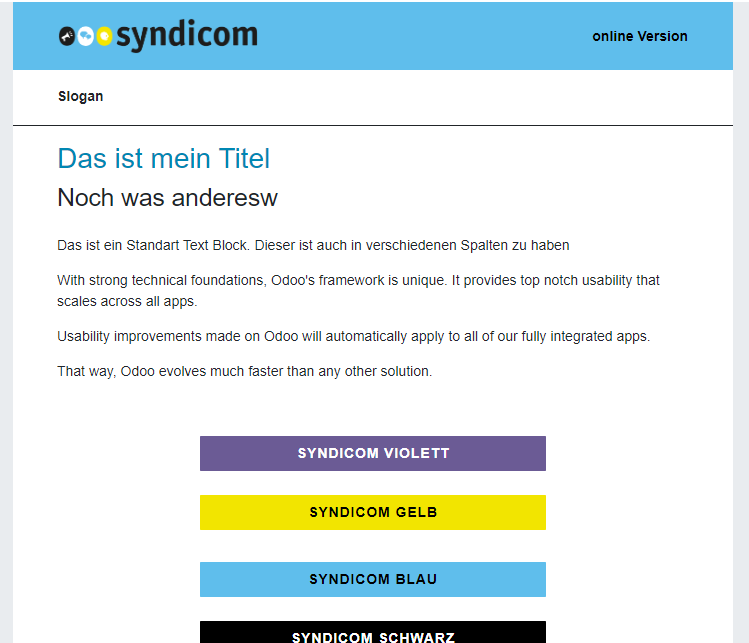 syndicom
online Version
Slogan
Das ist mein Titel
Noch was anderesw
Das ist ein Standart Text Block. Dieser ist auch in verschiedenen Spalten zu haben
With strong technical foundations, Odoo's framework is unique. It provides top notch usability that
scales across all apps.
Usability improvements made on Odoo will automatically apply to all of our fully integrated apps.
That way, Odoo evolves much faster than any other solution.
SYNDICOM VIOLETT
SYNDICOM GELB
SYNDICOM BLAU
SYNDICOM SCHWARZ